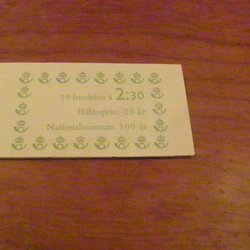 10 frimärken à 2:30
Häftespris: 23 kr
Nationalmuseum 100 år